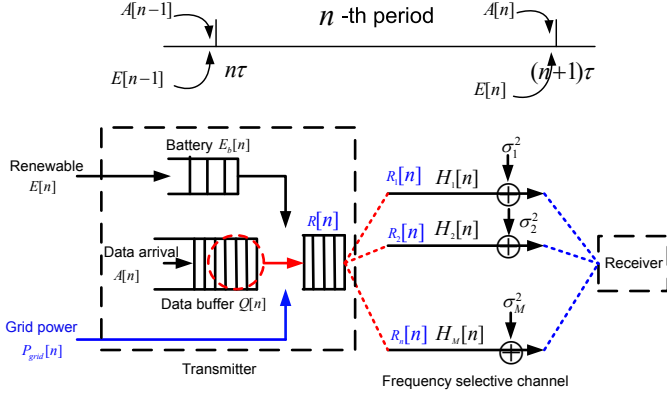 A[n−1] n -th period A[n]
E[n−1] nτ E[n] (n+1)τ
Battery E_b[n]
Renewable
E[n]
R[n]
Data arrival
A[n]
Data buffer Q[n]
Grid power
P_grid[n]
Transmitter
R_1[n] H_1[n] σ_1^2
R_2[n] H_2[n] σ_2^2
R_n[n] H_M[n] σ_M^2
Receiver
Frequency selective channel